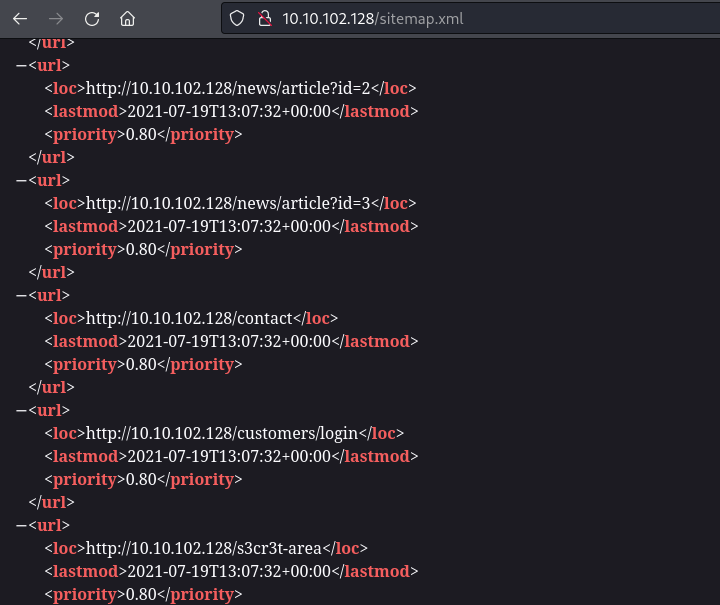 10.10.102.128/sitemap.xml
</url>
—<url>
<loc>http://10.10.102.128/news/article?id=2</loc>
<lastmod>2021-07-19T13:07:32+00:00</lastmod>
<priority>0.80</priority>
</url>
—<url>
<loc>http://10.10.102.128/news/article?id=3</loc>
<lastmod>2021-07-19T13:07:32+00:00</lastmod>
<priority>0.80</priority>
</url>
—<url>
<loc>http://10.10.102.128/contact</loc>
<lastmod>2021-07-19T13:07:32+00:00</lastmod>
<priority>0.80</priority>
</url>
—<url>
<loc>http://10.10.102.128/customers/login</loc>
<lastmod>2021-07-19T13:07:32+00:00</lastmod>
<priority>0.80</priority>
</url>
—<url>
<loc>http://10.10.102.128/s3cr3t-area</loc>
<lastmod>2021-07-19T13:07:32+00:00</lastmod>
<priority>0.80</priority>